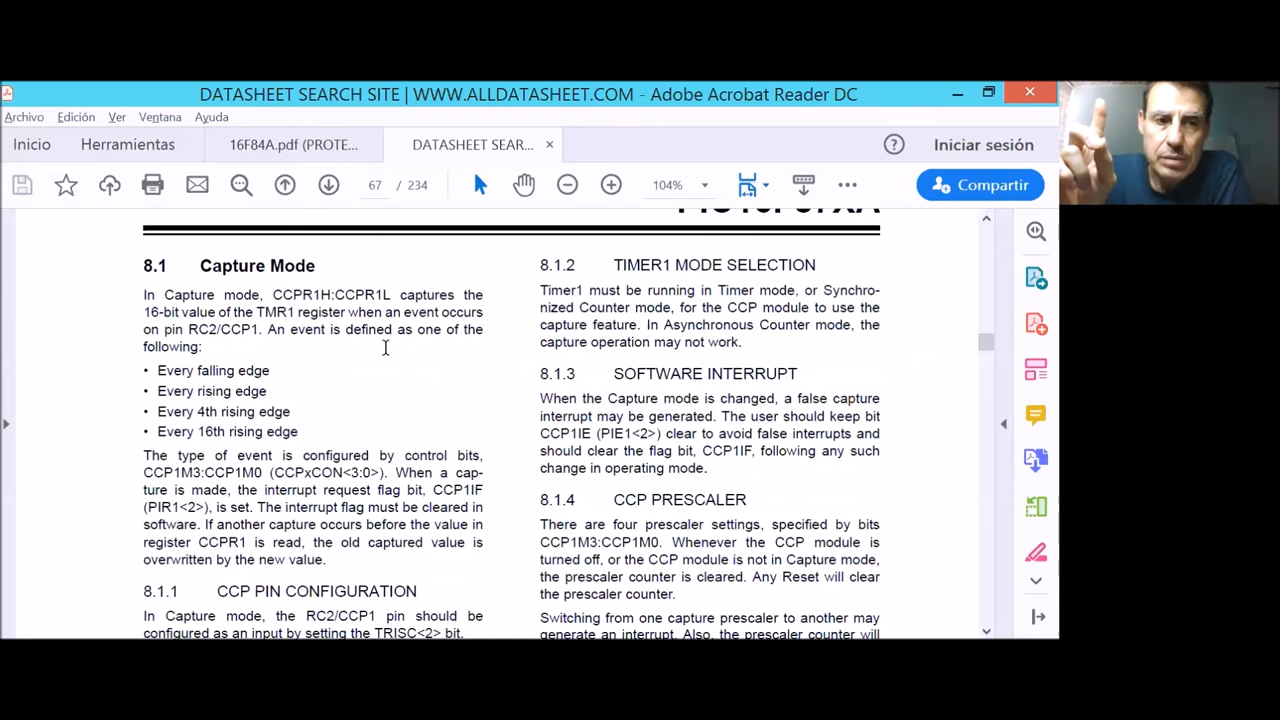 DATASHEET SEARCH SITE | WWW.ALLDATASHEET.COM - Adobe Acrobat Reader DC
Archivo Edición Ver Ventana Ayuda
Inicio Herramientas 16F84A.pdf (PROTE... DATASHEET SEAR... Iniciar sesión
67 / 234 104% Compartir
8.1 Capture Mode
In Capture mode, CCPR1H:CCPR1L captures the
16-bit value of the TMR1 register when an event occurs
on pin RC2/CCP1. An event is defined as one of the
following:
• Every falling edge
• Every rising edge
• Every 4th rising edge
• Every 16th rising edge
The type of event is configured by control bits,
CCP1M3:CCP1M0 (CCPxCON<3:0>). When a cap-
ture is made, the interrupt request flag bit, CCP1IF
(PIR1<2>), is set. The interrupt flag must be cleared in
software. If another capture occurs before the value in
register CCPR1 is read, the old captured value is
overwritten by the new value.
8.1.1 CCP PIN CONFIGURATION
In Capture mode, the RC2/CCP1 pin should be
configured as an input by setting the TRISC<2> bit.
8.1.2 TIMER1 MODE SELECTION
Timer1 must be running in Timer mode, or Synchro-
nized Counter mode, for the CCP module to use the
capture feature. In Asynchronous Counter mode, the
capture operation may not work.
8.1.3 SOFTWARE INTERRUPT
When the Capture mode is changed, a false capture
interrupt may be generated. The user should keep bit
CCP1IE (PIE1<2>) clear to avoid false interrupts and
should clear the flag bit, CCP1IF, following any such
change in operating mode.
8.1.4 CCP PRESCALER
There are four prescaler settings, specified by bits
CCP1M3:CCP1M0. Whenever the CCP module is
turned off, or the CCP module is not in Capture mode,
the prescaler counter is cleared. Any Reset will clear
the prescaler counter.
Switching from one capture prescaler to another may
generate an interrupt. Also, the prescaler counter will